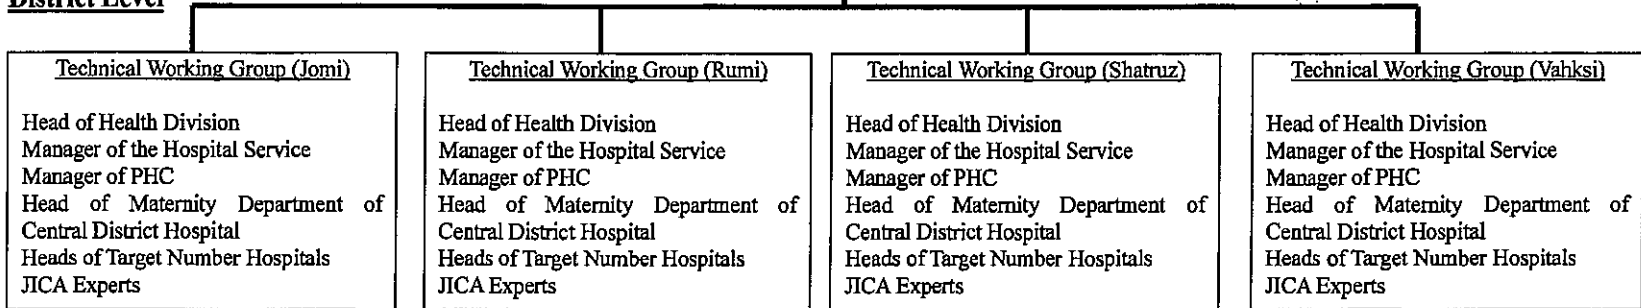 District Level
Technical Working Group (Jomi)
Head of Health Division
Manager of the Hospital Service
Manager of PHC
Head of Maternity Department of
Central District Hospital
Heads of Target Number Hospitals
JICA Experts
Technical Working Group (Rumi)
Head of Health Division
Manager of the Hospital Service
Manager of PHC
Head of Maternity Department of
Central District Hospital
Heads of Target Number Hospitals
JICA Experts
Technical Working Group (Shatruz)
Head of Health Division
Manager of the Hospital Service
Manager of PHC
Head of Maternity Department of
Central District Hospital
Heads of Target Number Hospitals
JICA Experts
Technical Working Group (Vahksi)
Head of Health Division
Manager of the Hospital Service
Manager of PHC
Head of Maternity Department of
Central District Hospital
Heads of Target Number Hospitals
JICA Experts